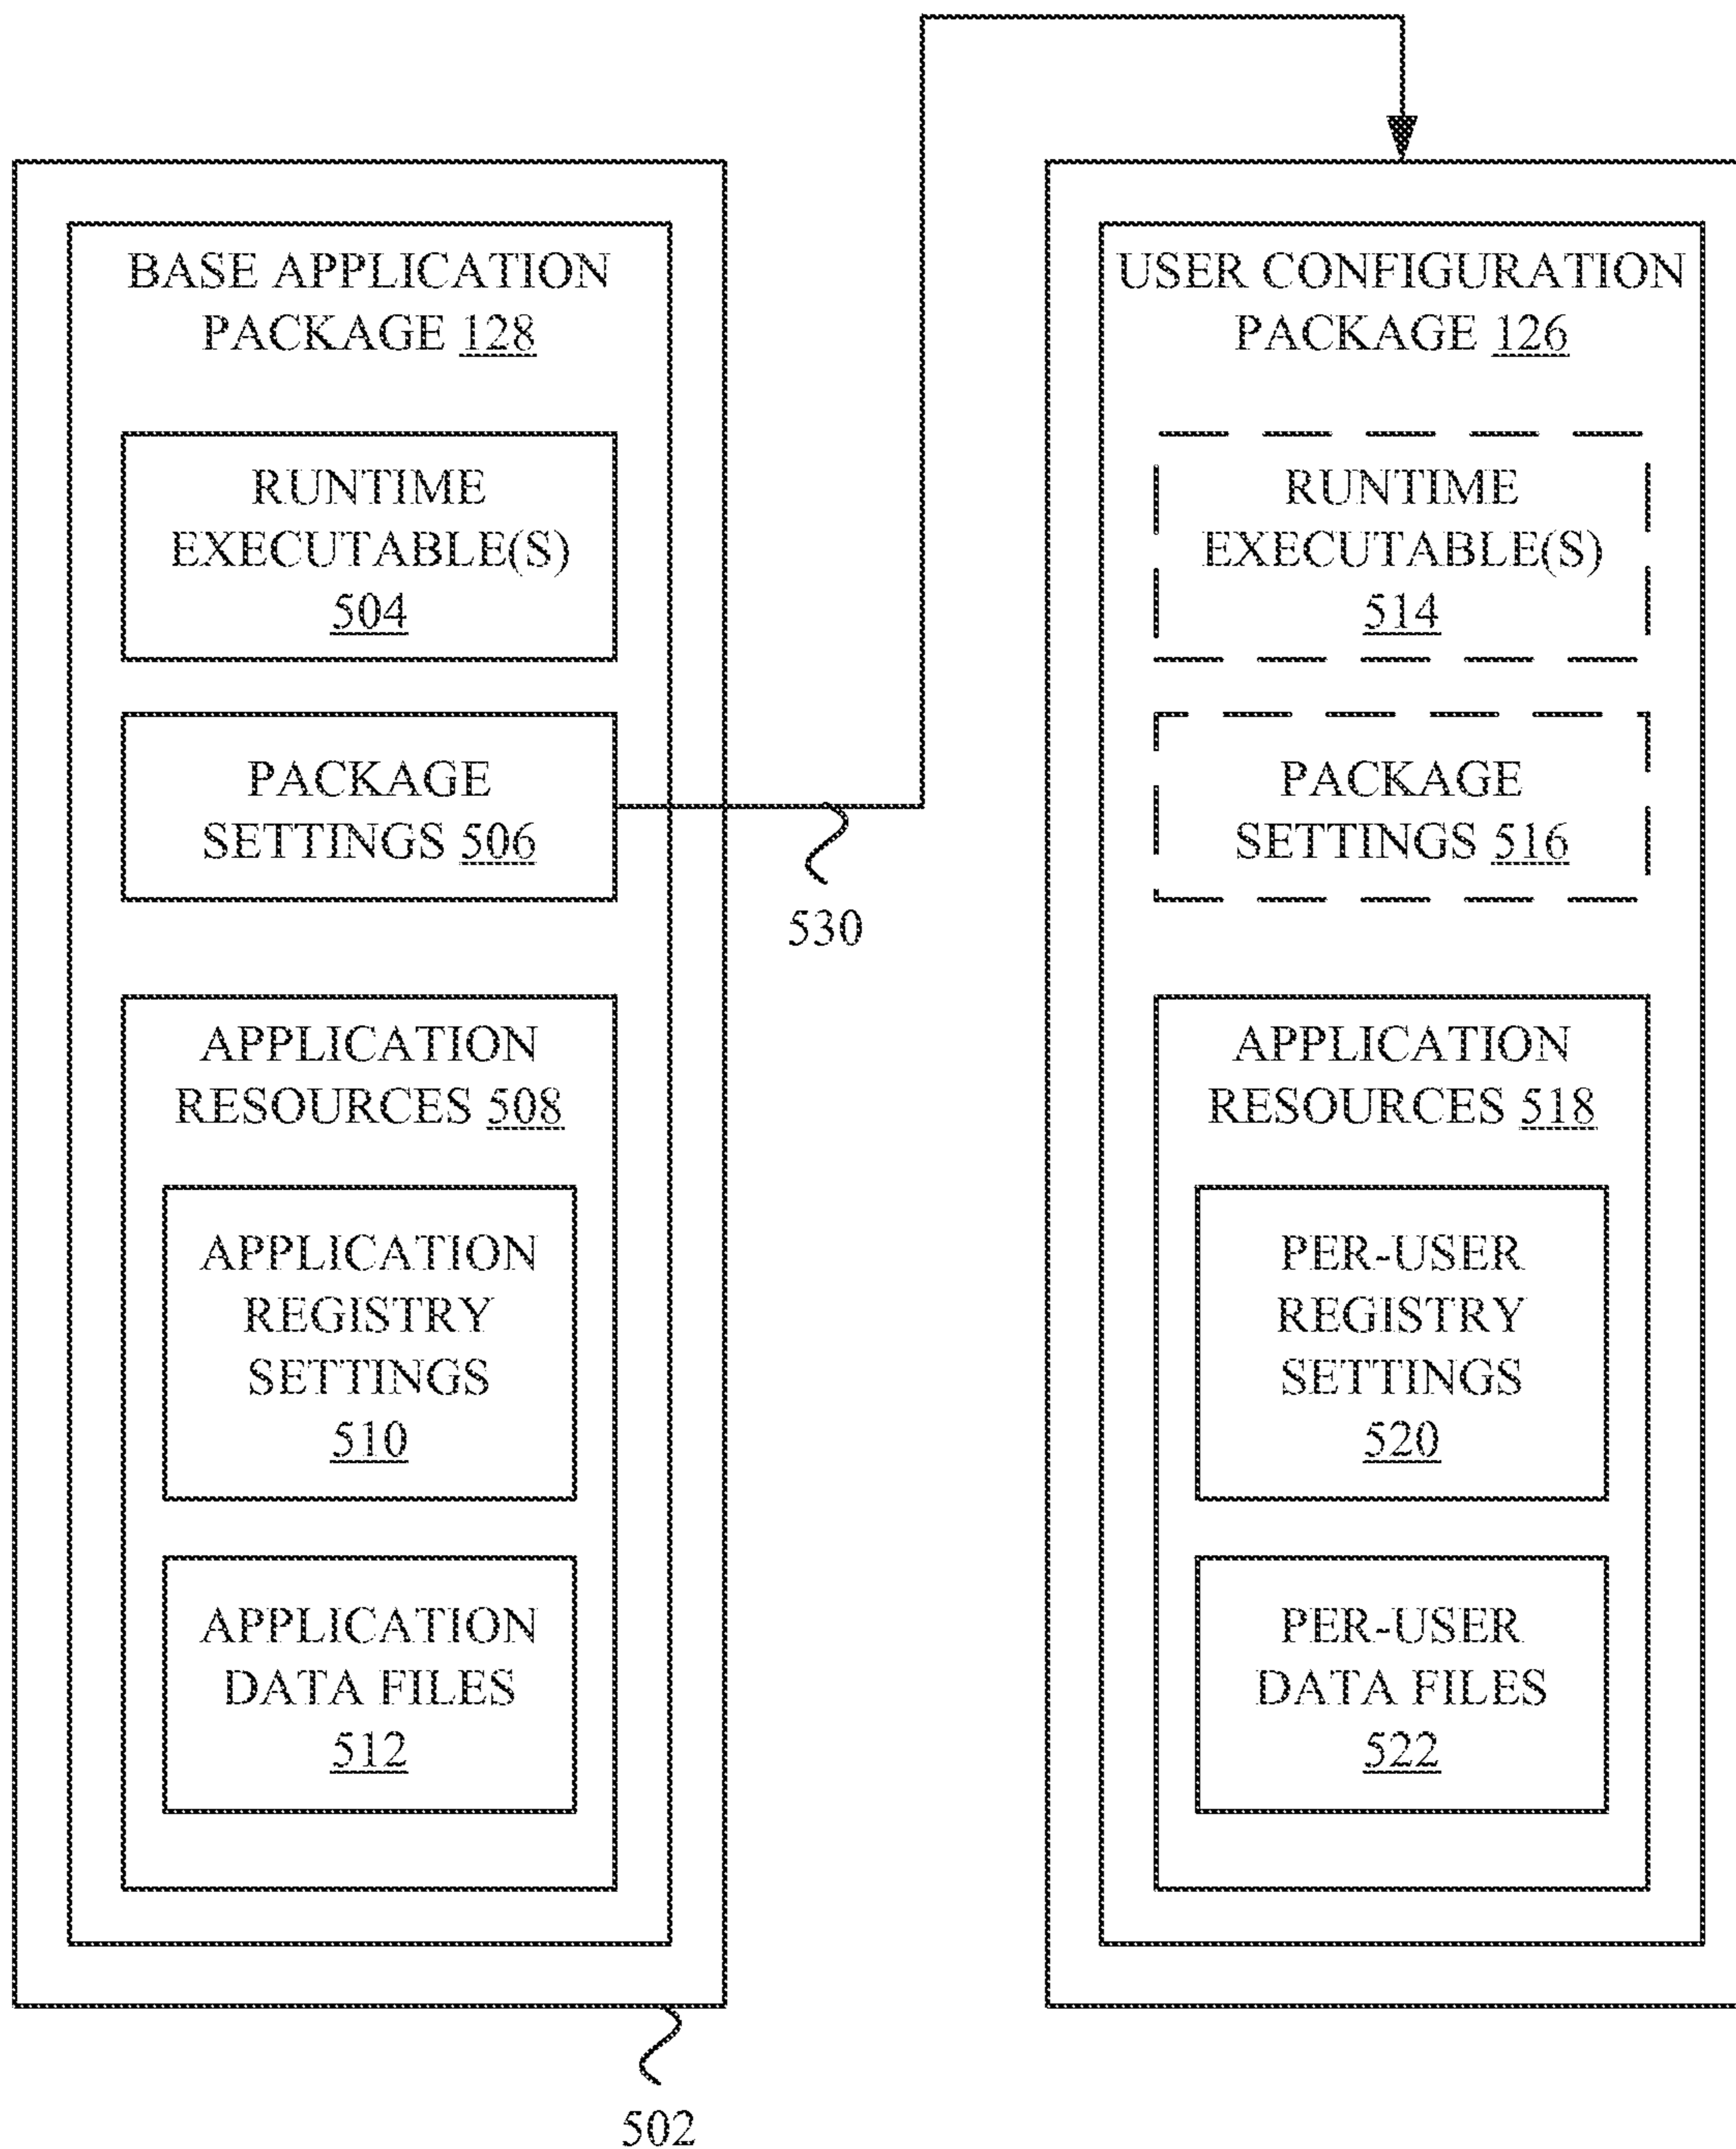 BASE APPLICATION
PACKAGE 128
RUNTIME
EXECUTABLE(S)
504
PACKAGE
SETTINGS 506
APPLICATION
RESOURCES 508
APPLICATION
REGISTRY
SETTINGS
510
APPLICATION
DATA FILES
512
502
530
USER CONFIGURATION
PACKAGE 126
RUNTIME
EXECUTABLE(S)
514
PACKAGE
SETTINGS 516
APPLICATION
RESOURCES 518
PER-USER
REGISTRY
SETTINGS
520
PER-USER
DATA FILES
522